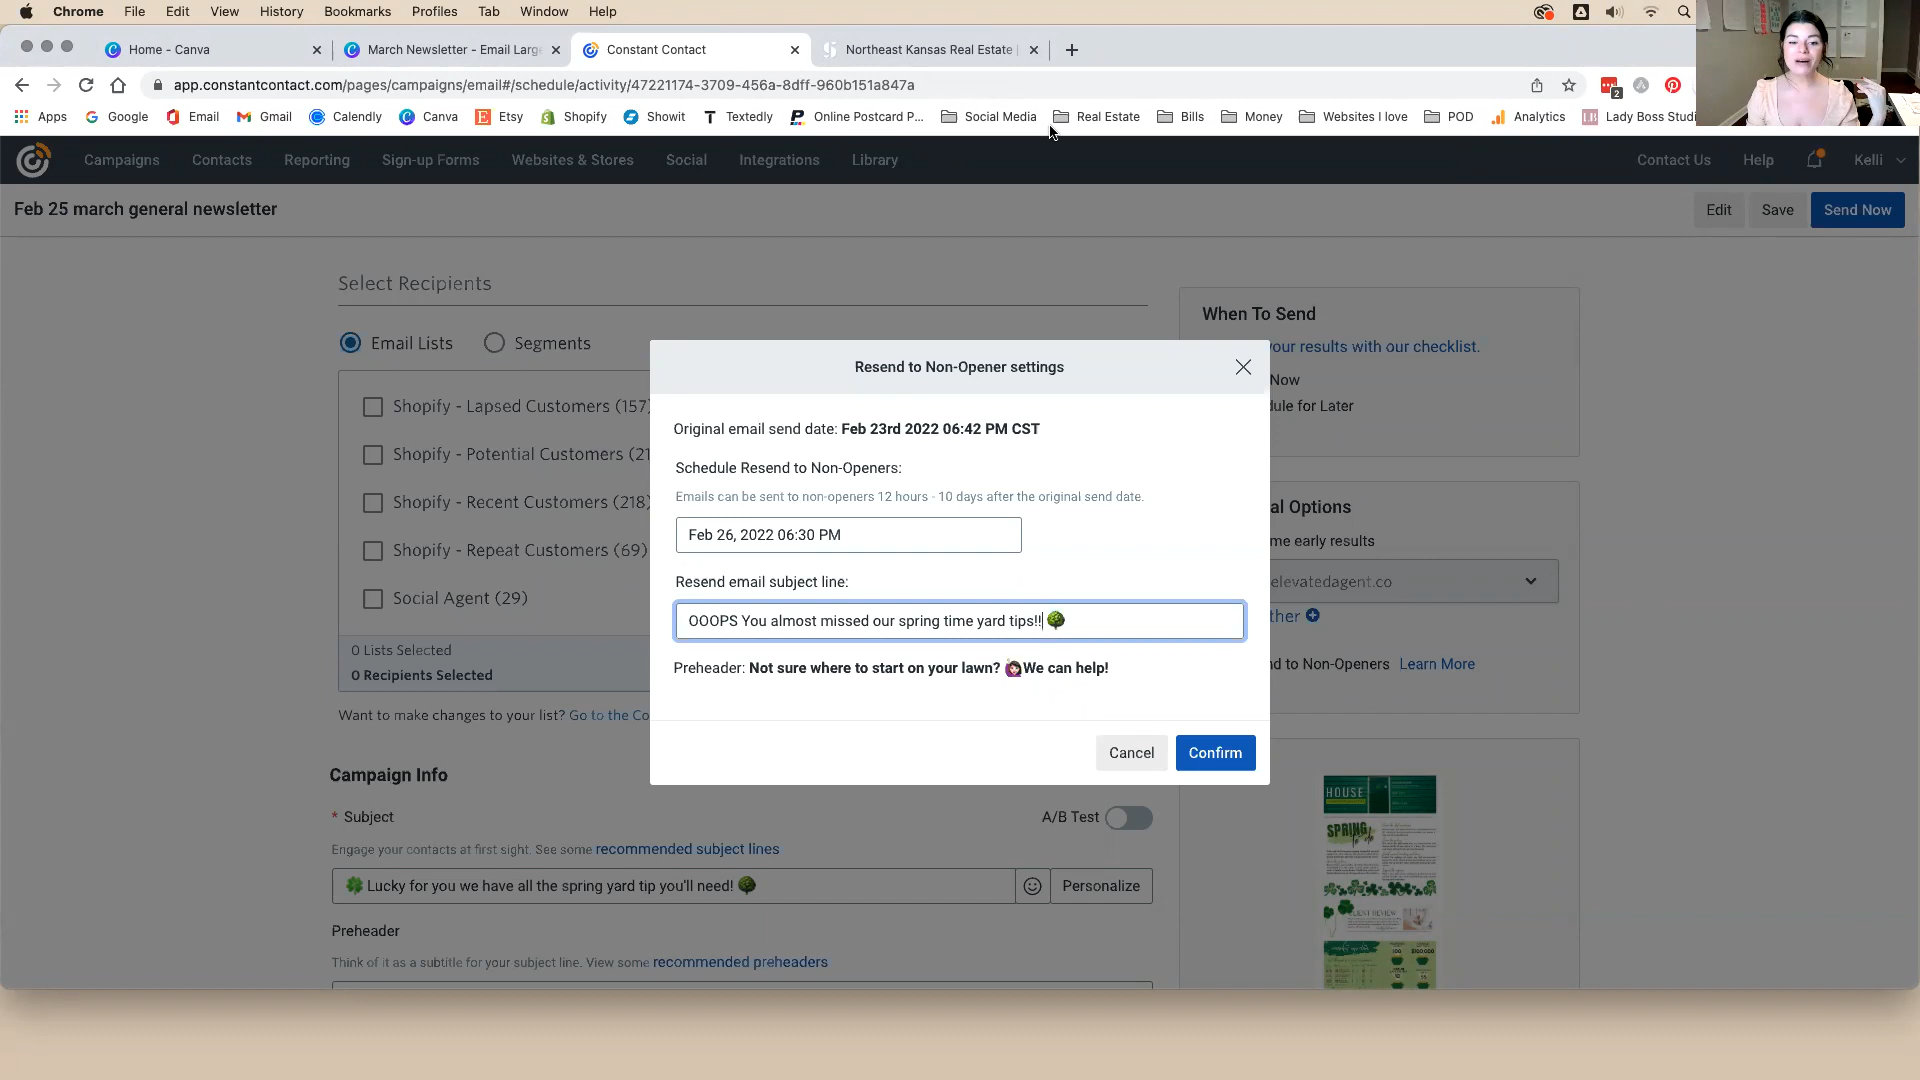 Chrome File Edit View History Bookmarks Profiles Tab Window Help
Home - Canva
March Newsletter - Email Large
Constant Contact
Northeast Kansas Real Estate |
app.constantcontact.com/pages/campaigns/email#/schedule/activity/47221174-3709-456a-8dff-960b151a847a
2
Apps Google Email Gmail Calendly Canva Etsy Shopify Showit Textedly Online Postcard P... Social Media Real Estate Bills Money Websites I love POD Analytics Lady Boss Studi
Campaigns Contacts Reporting Sign-up Forms Websites & Stores Social Integrations Library Contact Us Help Kelli
Feb 25 march general newsletter
Edit Save Send Now
Select Recipients
Email Lists Segments
Shopify - Lapsed Customers (157)
Shopify - Potential Customers (21
Shopify - Recent Customers (218)
Shopify - Repeat Customers (69)
Social Agent (29)
0 Lists Selected
0 Recipients Selected
Want to make changes to your list? Go to the Co
Campaign Info
* Subject
A/B Test
Engage your contacts at first sight. See some recommended subject lines
🍀 Lucky for you we have all the spring yard tip you'll need! 🌳
Personalize
Preheader
Think of it as a subtitle for your subject line. View some recommended preheaders
Resend to Non-Opener settings
Original email send date: Feb 23rd 2022 06:42 PM CST
Schedule Resend to Non-Openers:
Emails can be sent to non-openers 12 hours - 10 days after the original send date.
Feb 26, 2022 06:30 PM
Resend email subject line:
OOOPS You almost missed our spring time yard tips!! 🌳
Preheader: Not sure where to start on your lawn? 🙋🏻‍♀️We can help!
Cancel Confirm
When To Send
your results with our checklist.
Now
dule for Later
al Options
me early results
elevatedagent.co
ther
nd to Non-Openers Learn More
HOUSE
SPRING
to do
CLIENT REVIEW